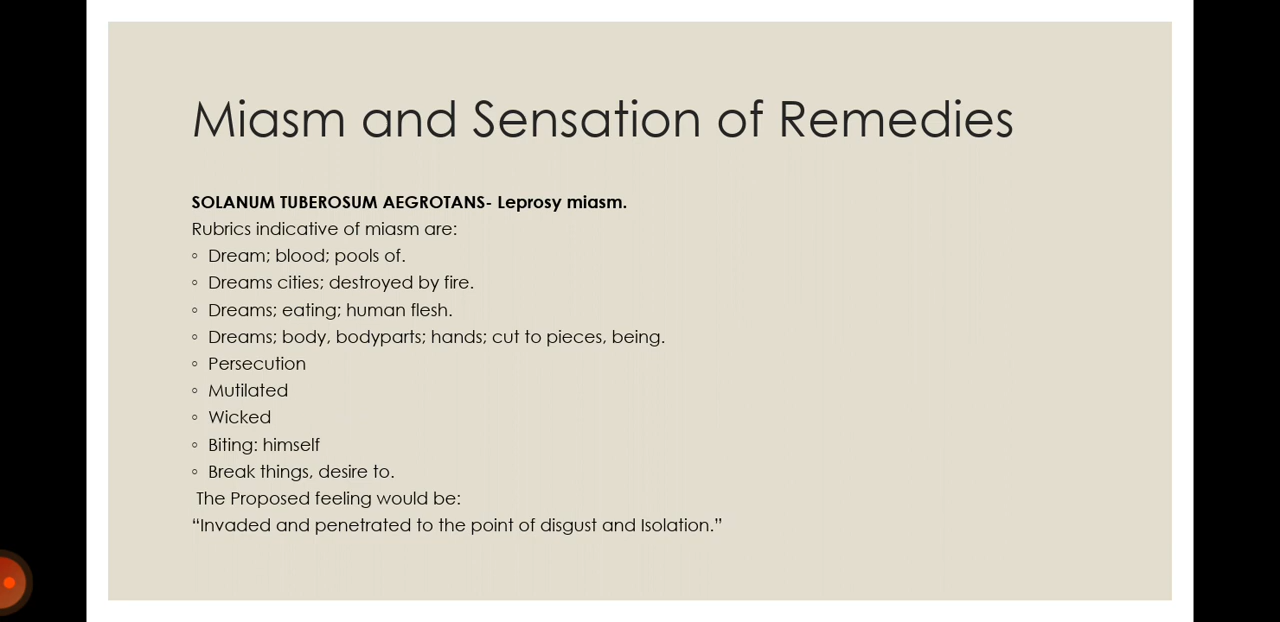 Miasm and Sensation of Remedies
SOLANUM TUBEROSUM AEGROTANS- Leprosy miasm.
Rubrics indicative of miasm are:
◦ Dream; blood; pools of.
◦ Dreams cities; destroyed by fire.
◦ Dreams; eating; human flesh.
◦ Dreams; body, bodyparts; hands; cut to pieces, being.
◦ Persecution
◦ Mutilated
◦ Wicked
◦ Biting: himself
◦ Break things, desire to.
The Proposed feeling would be:
“Invaded and penetrated to the point of disgust and Isolation.”